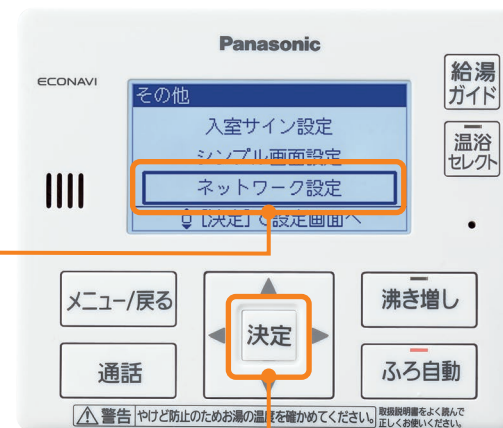 Panasonic
ECONAVI
給湯
ガイド
その他
入室サイン設定
シンプル画面設定
ネットワーク設定
[決定]で設定画面へ
温浴
セレクト
メニュー/戻る
決定
沸き増し
通話
ふろ自動
警告 やけど防止のためお湯の温度を確かめてください。
取扱説明書をよく読んで
正しくお使いください。